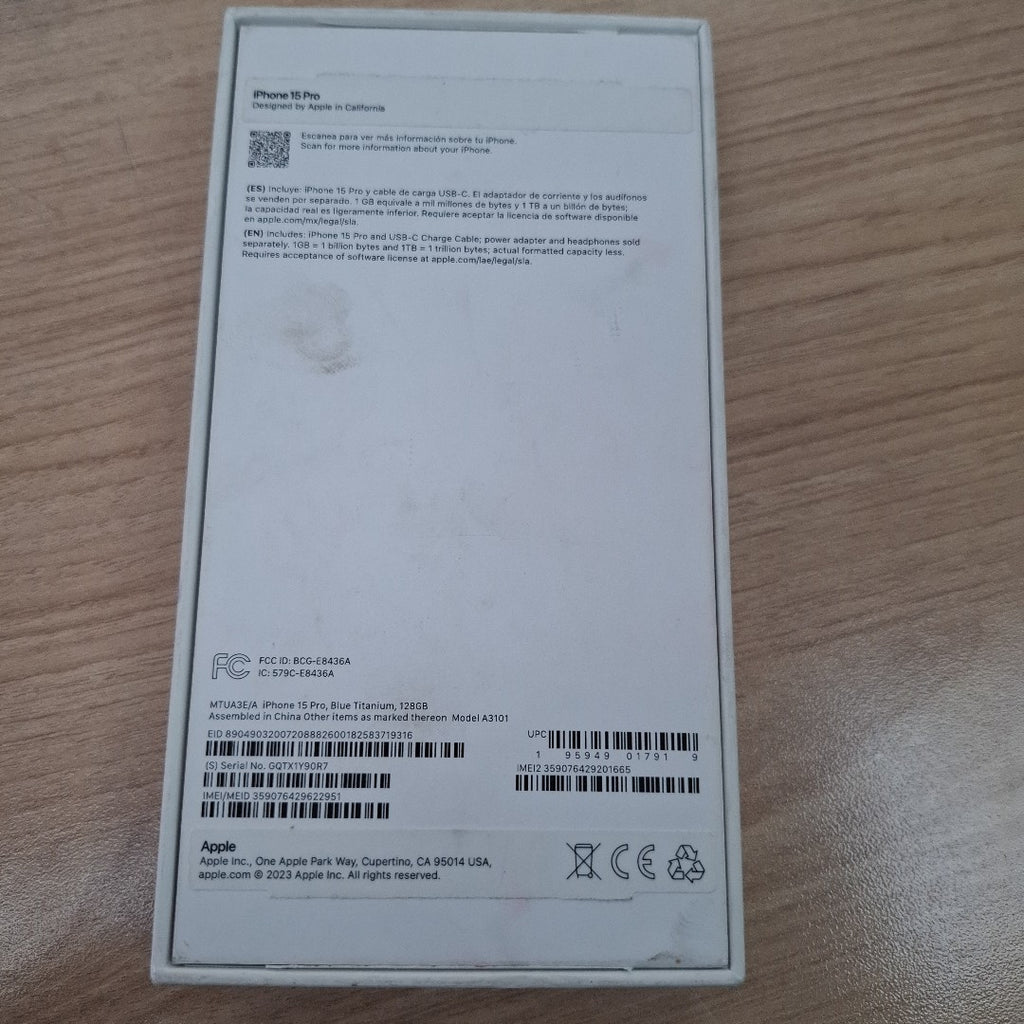 iPhone 15 Pro
Designed by Apple in California
Escanea para ver más información sobre tu iPhone.
Scan for more information about your iPhone.
(ES) Incluye: iPhone 15 Pro y cable de carga USB-C. El adaptador de corriente y los audífonos
se venden por separado. 1 GB equivale a mil millones de bytes y 1 TB a un billón de bytes;
la capacidad real es ligeramente inferior. Requiere aceptar la licencia de software disponible
en apple.com/mx/legal/sla.
(EN) Includes: iPhone 15 Pro and USB-C Charge Cable; power adapter and headphones sold
separately. 1GB = 1 billion bytes and 1TB = 1 trillion bytes; actual formatted capacity less.
Requires acceptance of software license at apple.com/lae/legal/sla.
FC FCC ID: BCG-E8436A
IC: 579C-E8436A
MTUA3E/A iPhone 15 Pro, Blue Titanium, 128GB
Assembled in China Other items as marked thereon Model A3101
EID 89049032007208882600182583719316
UPC
1 95949 01791 9
(S) Serial No. GQTX1Y90R7
IMEI2 359076429201665
IMEI/MEID 359076429622951
Apple
Apple Inc., One Apple Park Way, Cupertino, CA 95014 USA,
apple.com © 2023 Apple Inc. All rights reserved.
CE